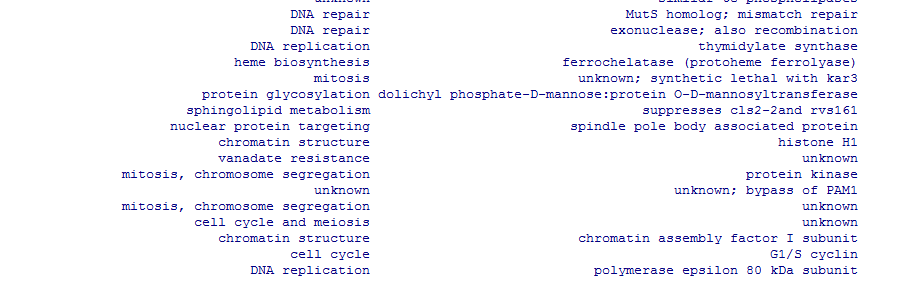 DNA repair MutS homolog; mismatch repair
DNA repair exonuclease; also recombination
DNA replication thymidylate synthase
heme biosynthesis ferrochelatase (protoheme ferrolyase)
mitosis unknown; synthetic lethal with kar3
protein glycosylation dolichyl phosphate-D-mannose:protein O-D-mannosyltransferase
sphingolipid metabolism suppresses cls2-2and rvs161
nuclear protein targeting spindle pole body associated protein
chromatin structure histone H1
vanadate resistance unknown
mitosis, chromosome segregation protein kinase
unknown unknown; bypass of PAM1
mitosis, chromosome segregation unknown
cell cycle and meiosis unknown
chromatin structure chromatin assembly factor I subunit
cell cycle G1/S cyclin
DNA replication polymerase epsilon 80 kDa subunit